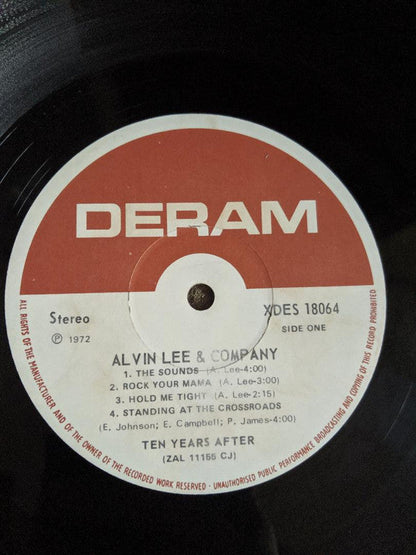 DERAM
Stereo
XDES 18064
Ⓟ 1972
SIDE ONE
ALVIN LEE & COMPANY
1. THE SOUNDS (A. Lee-4:00)
2. ROCK YOUR MAMA (A. Lee-3:00)
3. HOLD ME TIGHT (A. Lee-2:15)
4. STANDING AT THE CROSSROADS
(E. Johnson; E. Campbell; P. James-4:00)
TEN YEARS AFTER
(ZAL 11155 CJ)
ALL RIGHTS OF THE MANUFACTURER AND OF THE OWNER OF THE RECORDED WORK RESERVED - UNAUTHORISED PUBLIC PERFORMANCE BROADCASTING AND COPYING OF THIS RECORD PROHIBITED